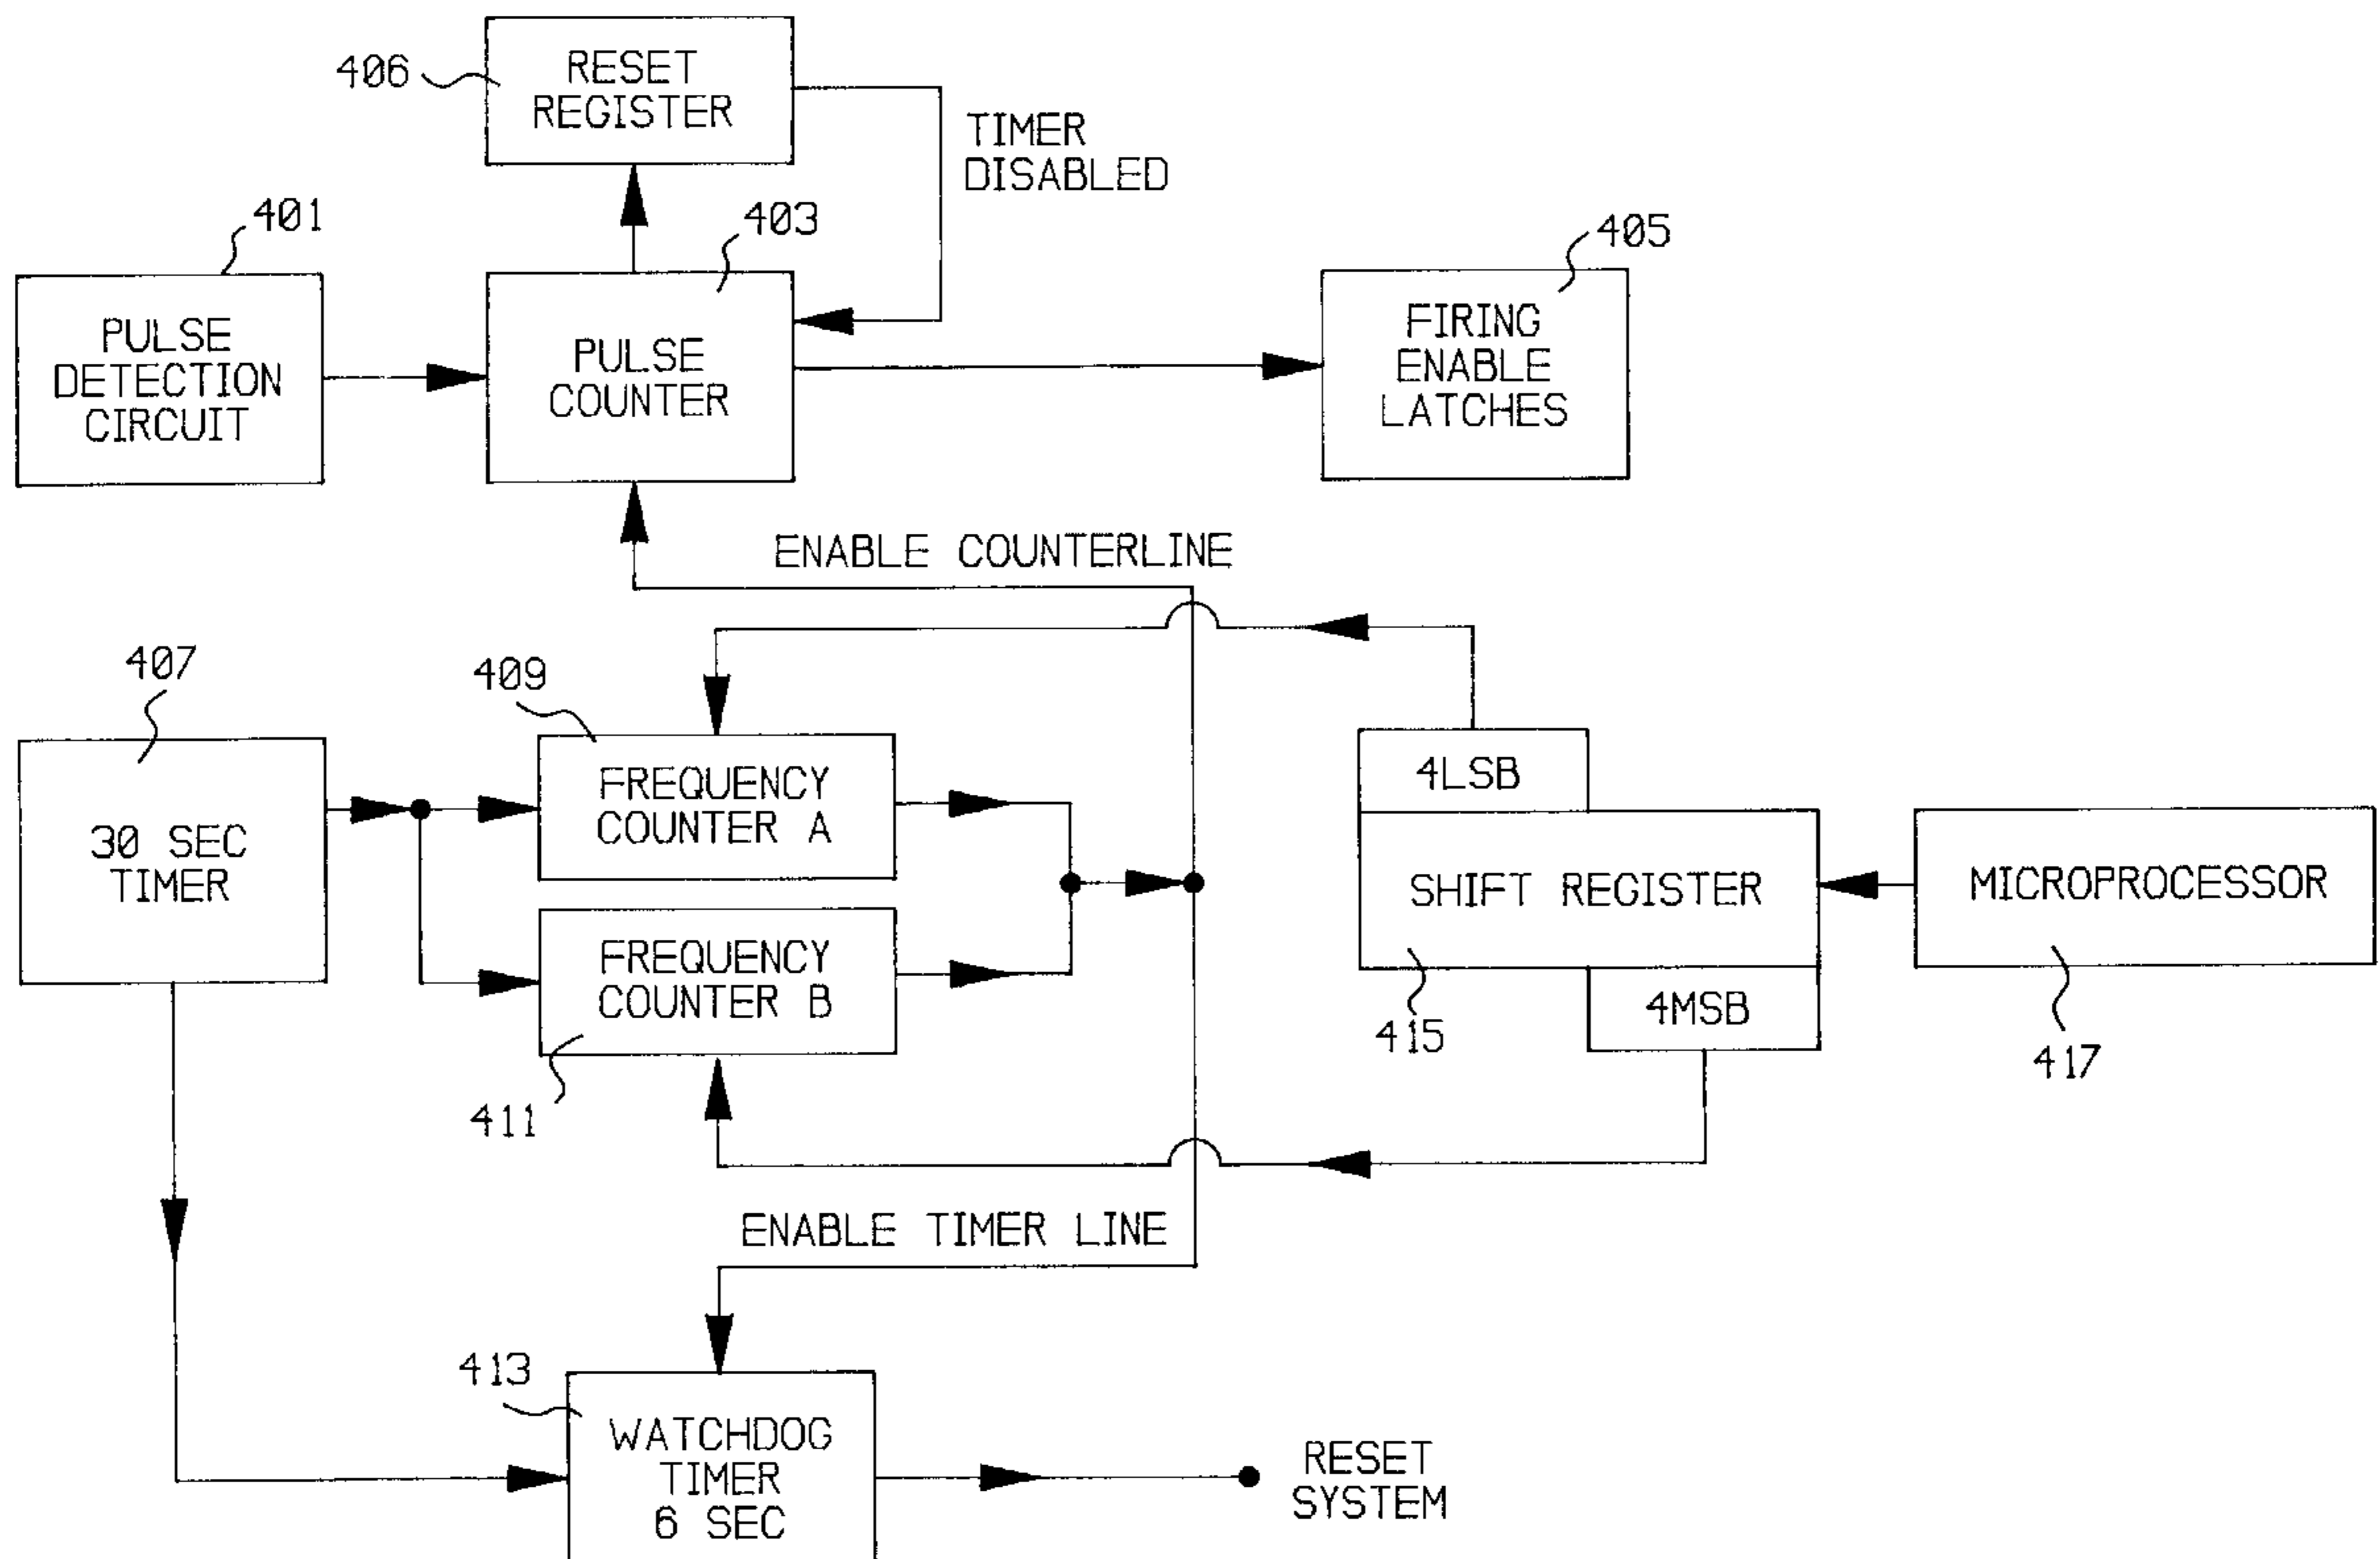 406
RESET
REGISTER
TIMER
DISABLED
401
403
405
PULSE
DETECTION
CIRCUIT
PULSE
COUNTER
FIRING
ENABLE
LATCHES
ENABLE COUNTERLINE
407
409
30 SEC
TIMER
FREQUENCY
COUNTER A
4LSB
SHIFT REGISTER
MICROPROCESSOR
FREQUENCY
COUNTER B
4MSB
411
415
417
ENABLE TIMER LINE
413
WATCHDOG
TIMER
6 SEC
RESET
SYSTEM